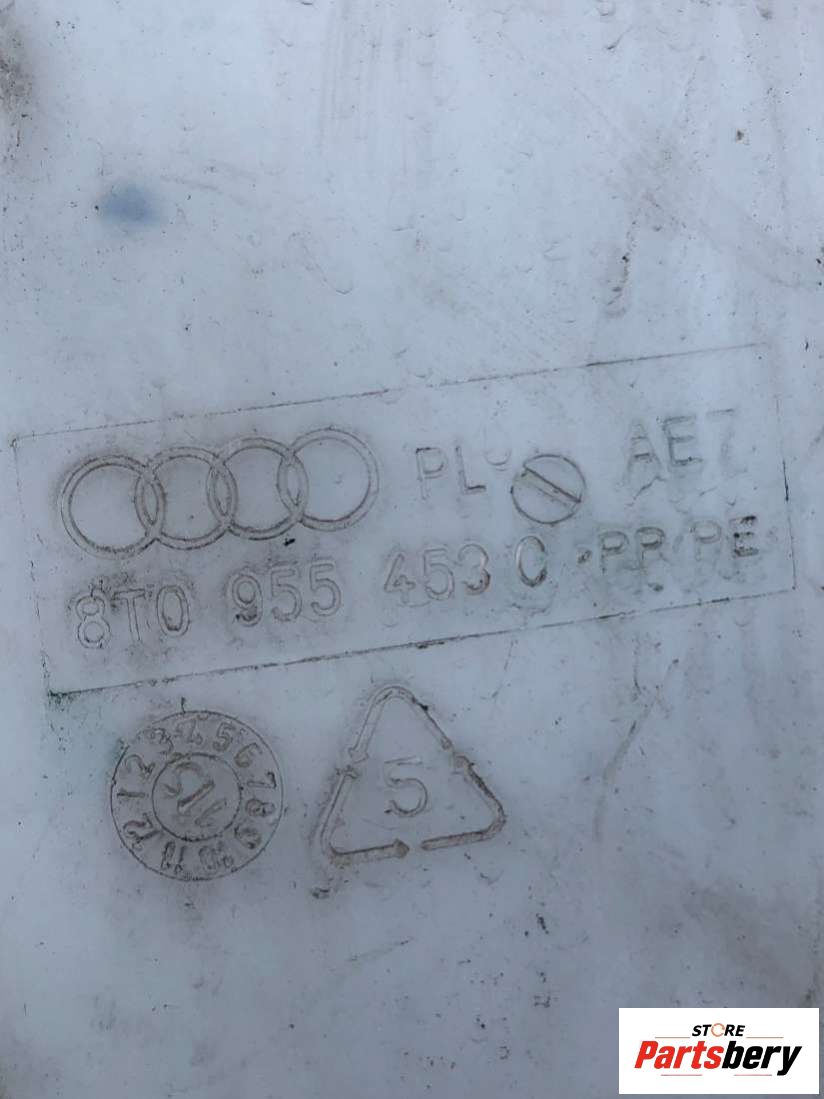 PL AE7
8T0 955 453 C PP/PE
1 2 3 4 5 6 7 8 9 10 11 12
5
STORE
Partsbery